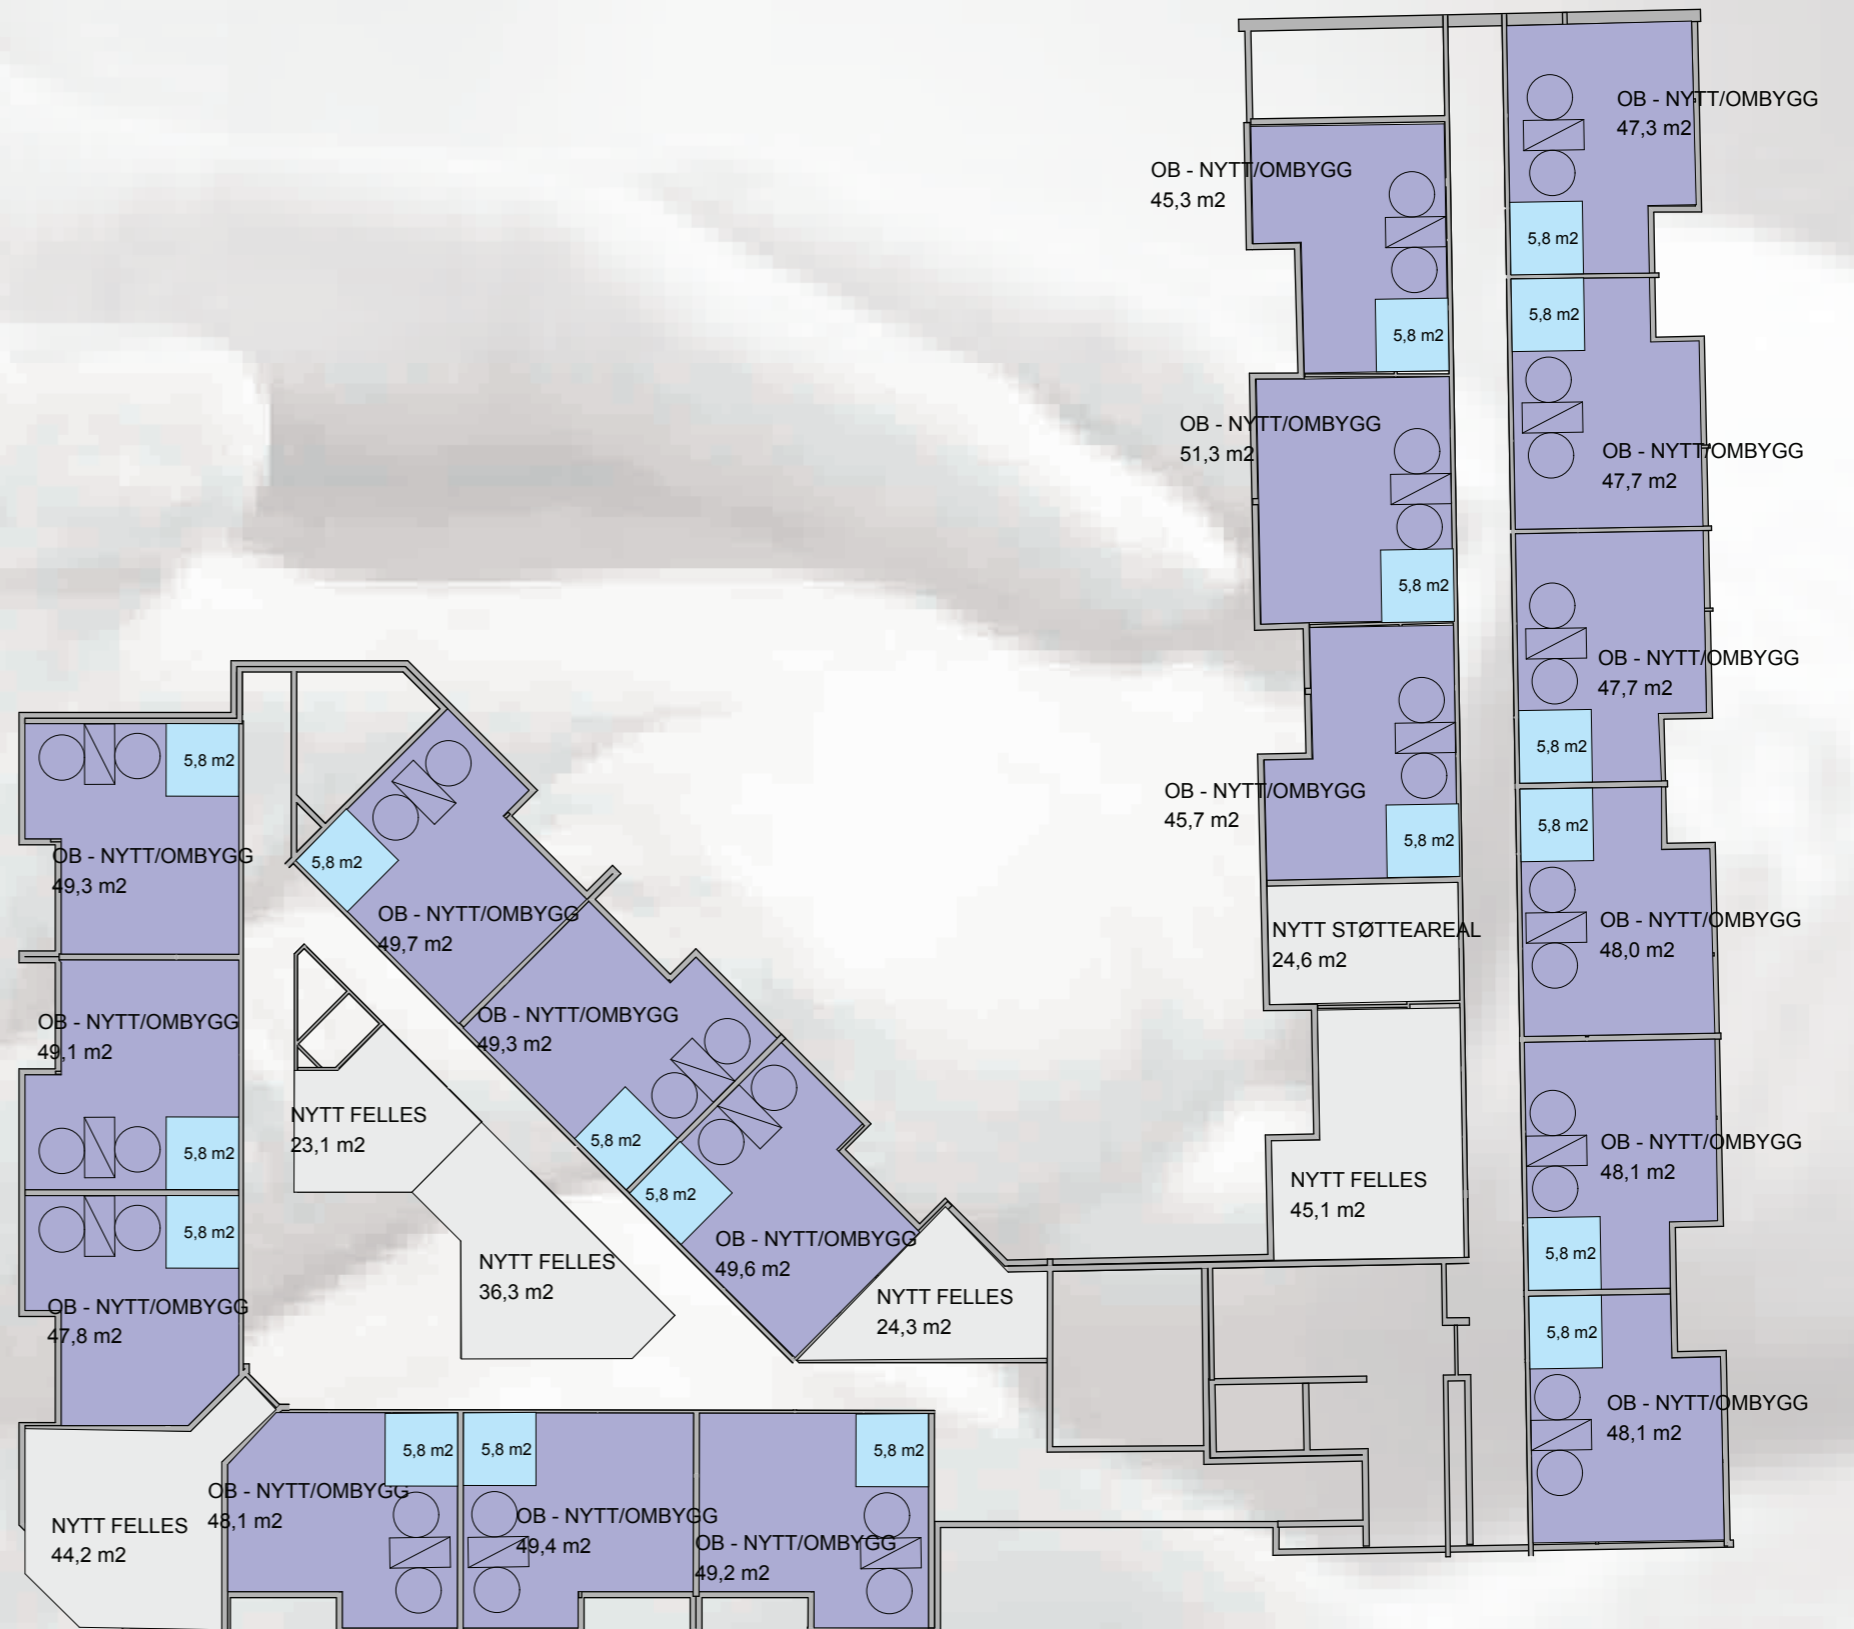 OB - NYTT/OMBYGG
47,3 m2
OB - NYTT/OMBYGG
45,3 m2
5,8 m2
5,8 m2
5,8 m2
OB - NYTT/OMBYGG
51,3 m2
OB - NYTT/OMBYGG
47,7 m2
5,8 m2
OB - NYTT/OMBYGG
47,7 m2
5,8 m2
OB - NYTT/OMBYGG
45,7 m2
5,8 m2
5,8 m2
5,8 m2
OB - NYTT/OMBYGG
49,3 m2
5,8 m2
OB - NYTT/OMBYGG
49,7 m2
NYTT STØTTEAREAL
24,6 m2
OB - NYTT/OMBYGG
48,0 m2
OB - NYTT/OMBYGG
49,1 m2
OB - NYTT/OMBYGG
49,3 m2
NYTT FELLES
23,1 m2
5,8 m2
5,8 m2
5,8 m2
OB - NYTT/OMBYGG
48,1 m2
NYTT FELLES
45,1 m2
5,8 m2
OB - NYTT/OMBYGG
49,6 m2
5,8 m2
NYTT FELLES
36,3 m2
OB - NYTT/OMBYGG
47,8 m2
NYTT FELLES
24,3 m2
5,8 m2
OB - NYTT/OMBYGG
48,1 m2
5,8 m2
5,8 m2
5,8 m2
OB - NYTT/OMBYGG
48,1 m2
OB - NYTT/OMBYGG
49,4 m2
OB - NYTT/OMBYGG
49,2 m2
NYTT FELLES
44,2 m2